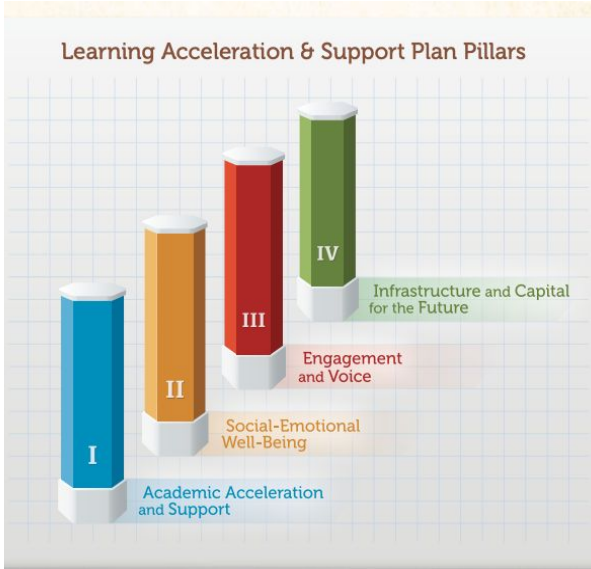 Learning Acceleration & Support Plan Pillars
IV
Infrastructure and Capital
for the Future
III
Engagement
and Voice
II
Social-Emotional
Well-Being
I
Academic Acceleration
and Support